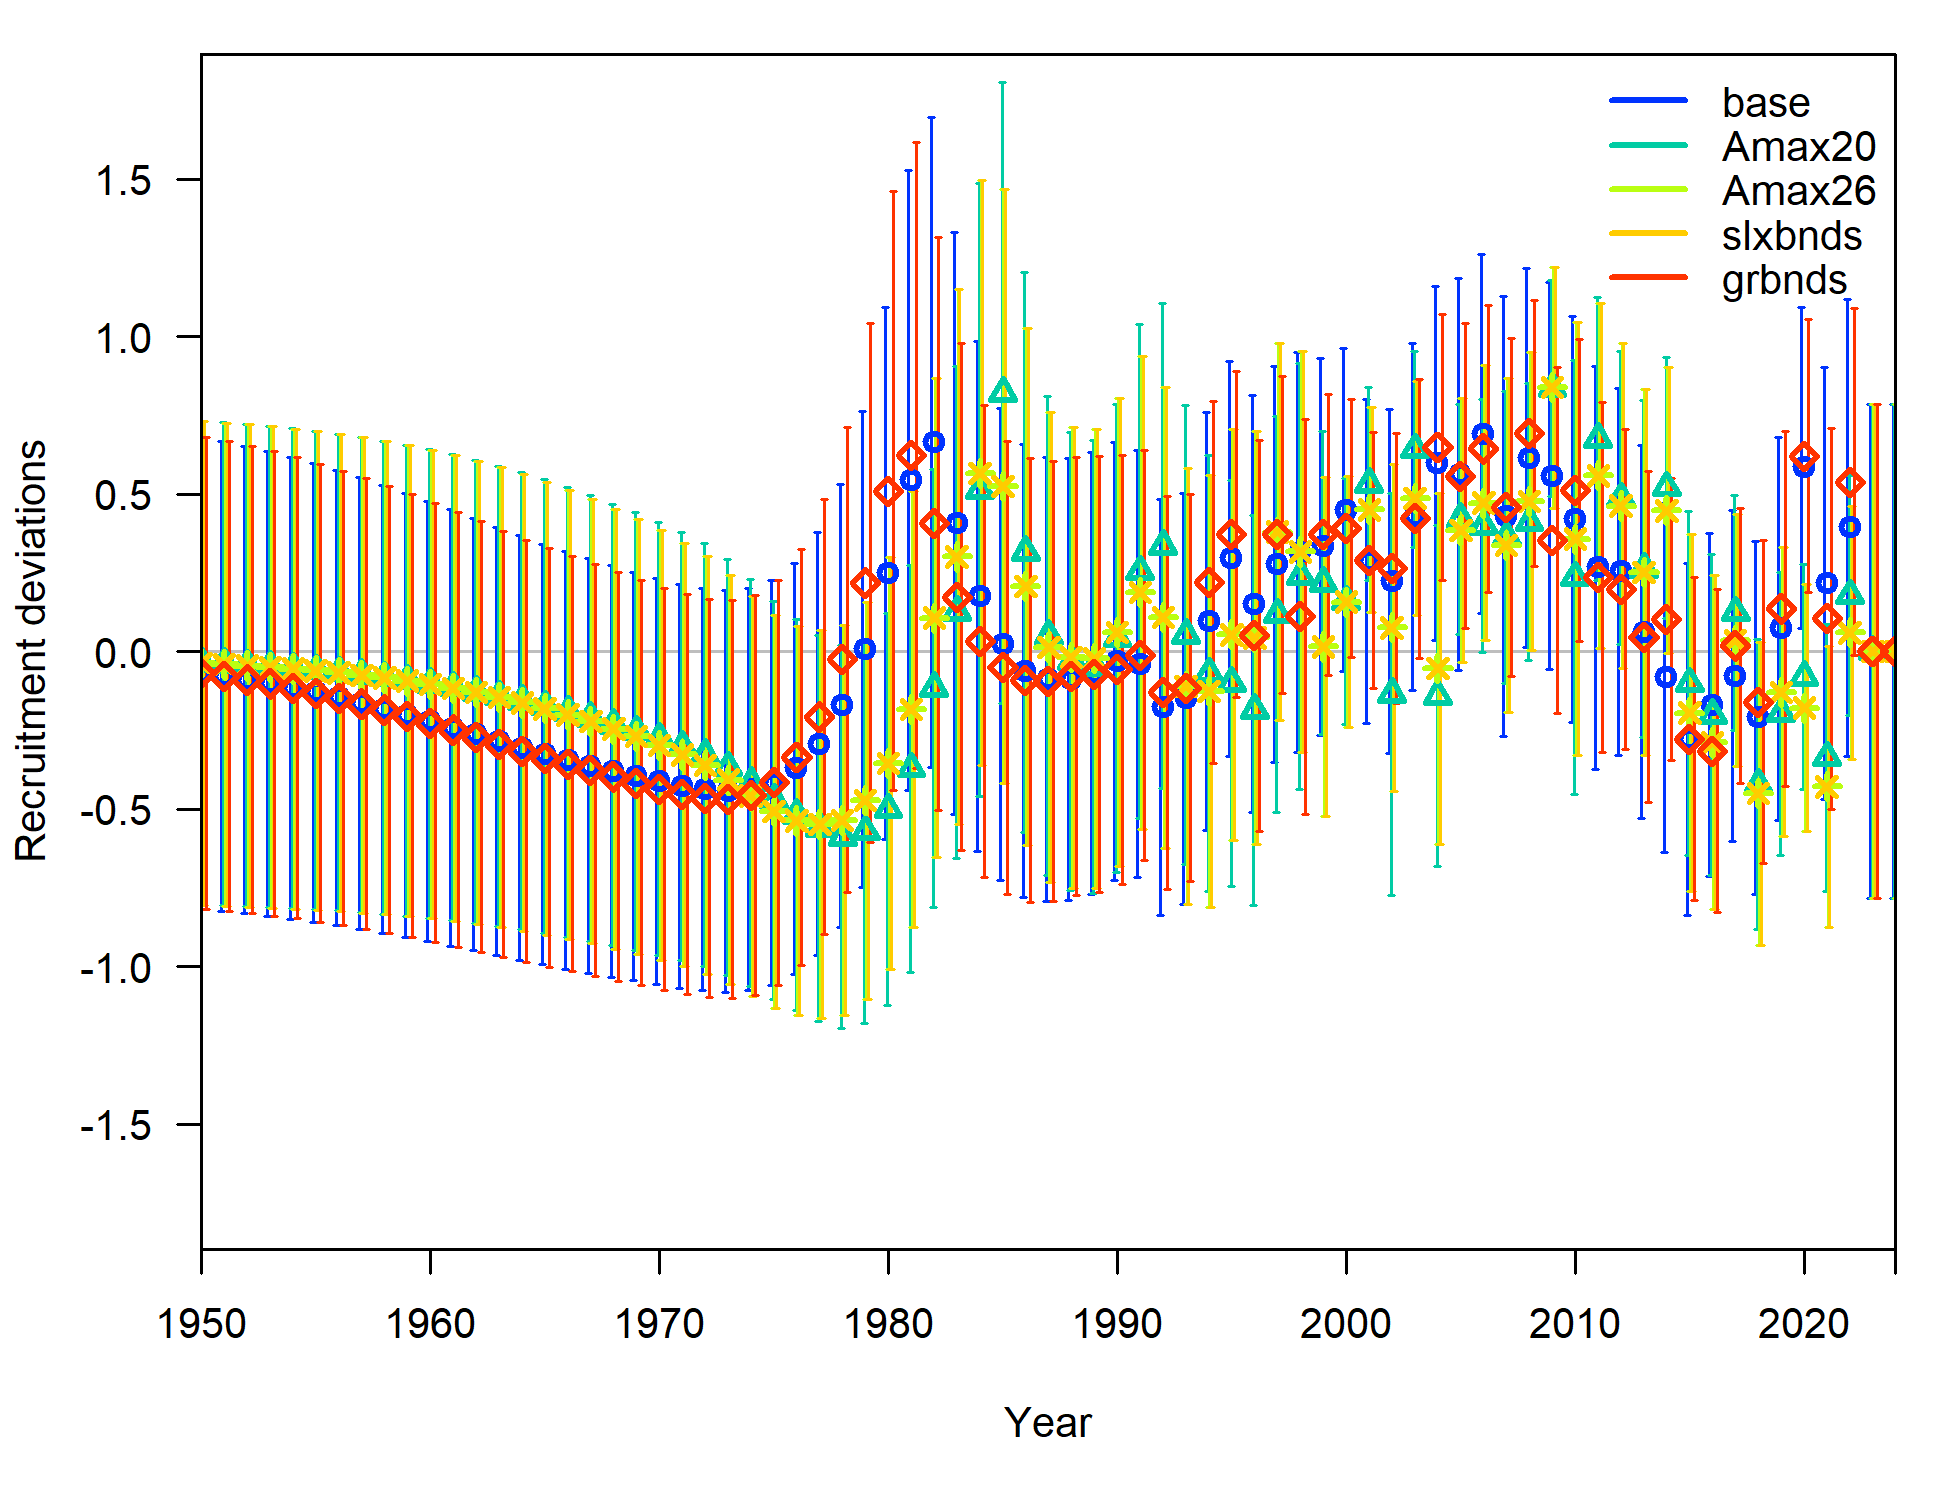 base
Amax20
Amax26
slxbnds
grbnds
1.5
1.0
0.5
0.0
-0.5
-1.0
-1.5
Recruitment deviations
1950 1960 1970 1980 1990 2000 2010 2020
Year